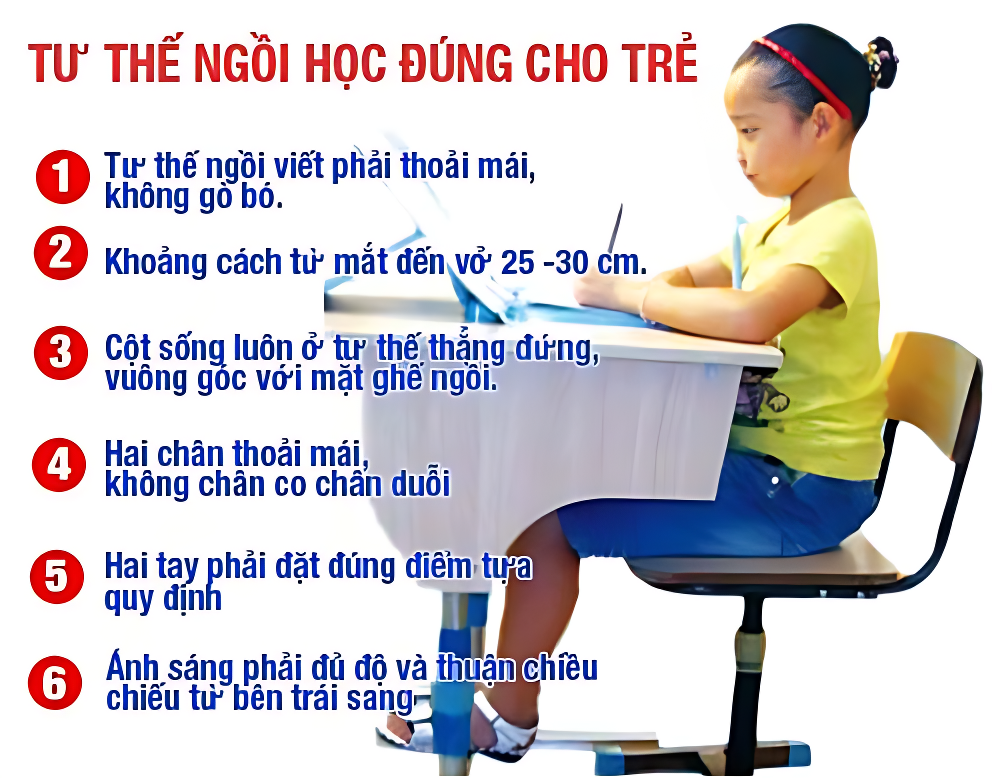 TƯ THẾ NGỒI HỌC ĐÚNG CHO TRẺ
1 Tư thế ngồi viết phải thoải mái,
không gò bó.
2 Khoảng cách từ mắt đến vở 25 -30 cm.
3 Cột sống luôn ở tư thế thẳng đứng,
vuông góc với mặt ghế ngồi.
4 Hai chân thoải mái,
không chân co chân duỗi
5 Hai tay phải đặt đúng điểm tựa
quy định
6 Ánh sáng phải đủ độ và thuận chiều
chiếu từ bên trái sang